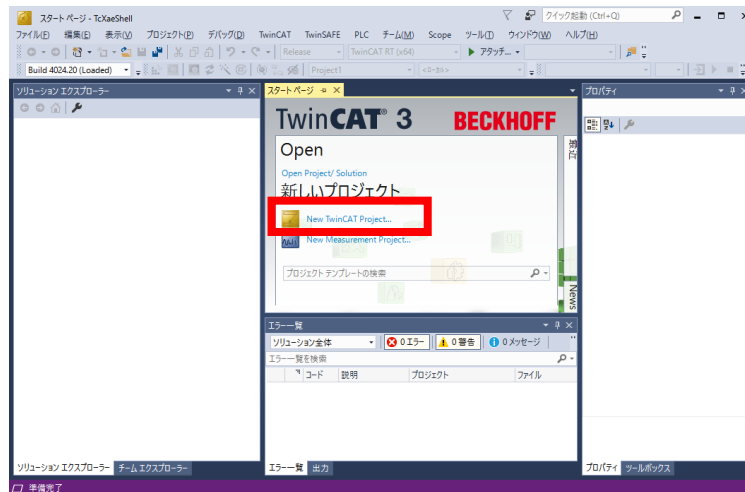 スタート ページ - TcXaeShell
クイック起動 (Ctrl+Q)
ファイル(F) 編集(E) 表示(V) プロジェクト(P) デバッグ(D) TwinCAT TwinSAFE PLC チーム(M) Scope ツール(T) ウィンドウ(W) ヘルプ(H)
Release TwinCAT RT (x64) アタッチ...
Build 4024.20 (Loaded) Project1
ソリューション エクスプローラー
スタート ページ
プロパティ
TwinCAT® 3 BECKHOFF
Open
最近
Open Project/ Solution
新しいプロジェクト
New TwinCAT Project...
New Measurement Project...
プロジェクト テンプレートの検索
News
エラー一覧
ソリューション全体 0 エラー 0 警告 0 メッセージ
エラー一覧を検索
コード 説明 プロジェクト ファイル
ソリューション エクスプローラー チーム エクスプローラー
エラー一覧 出力
プロパティ ツールボックス
準備完了